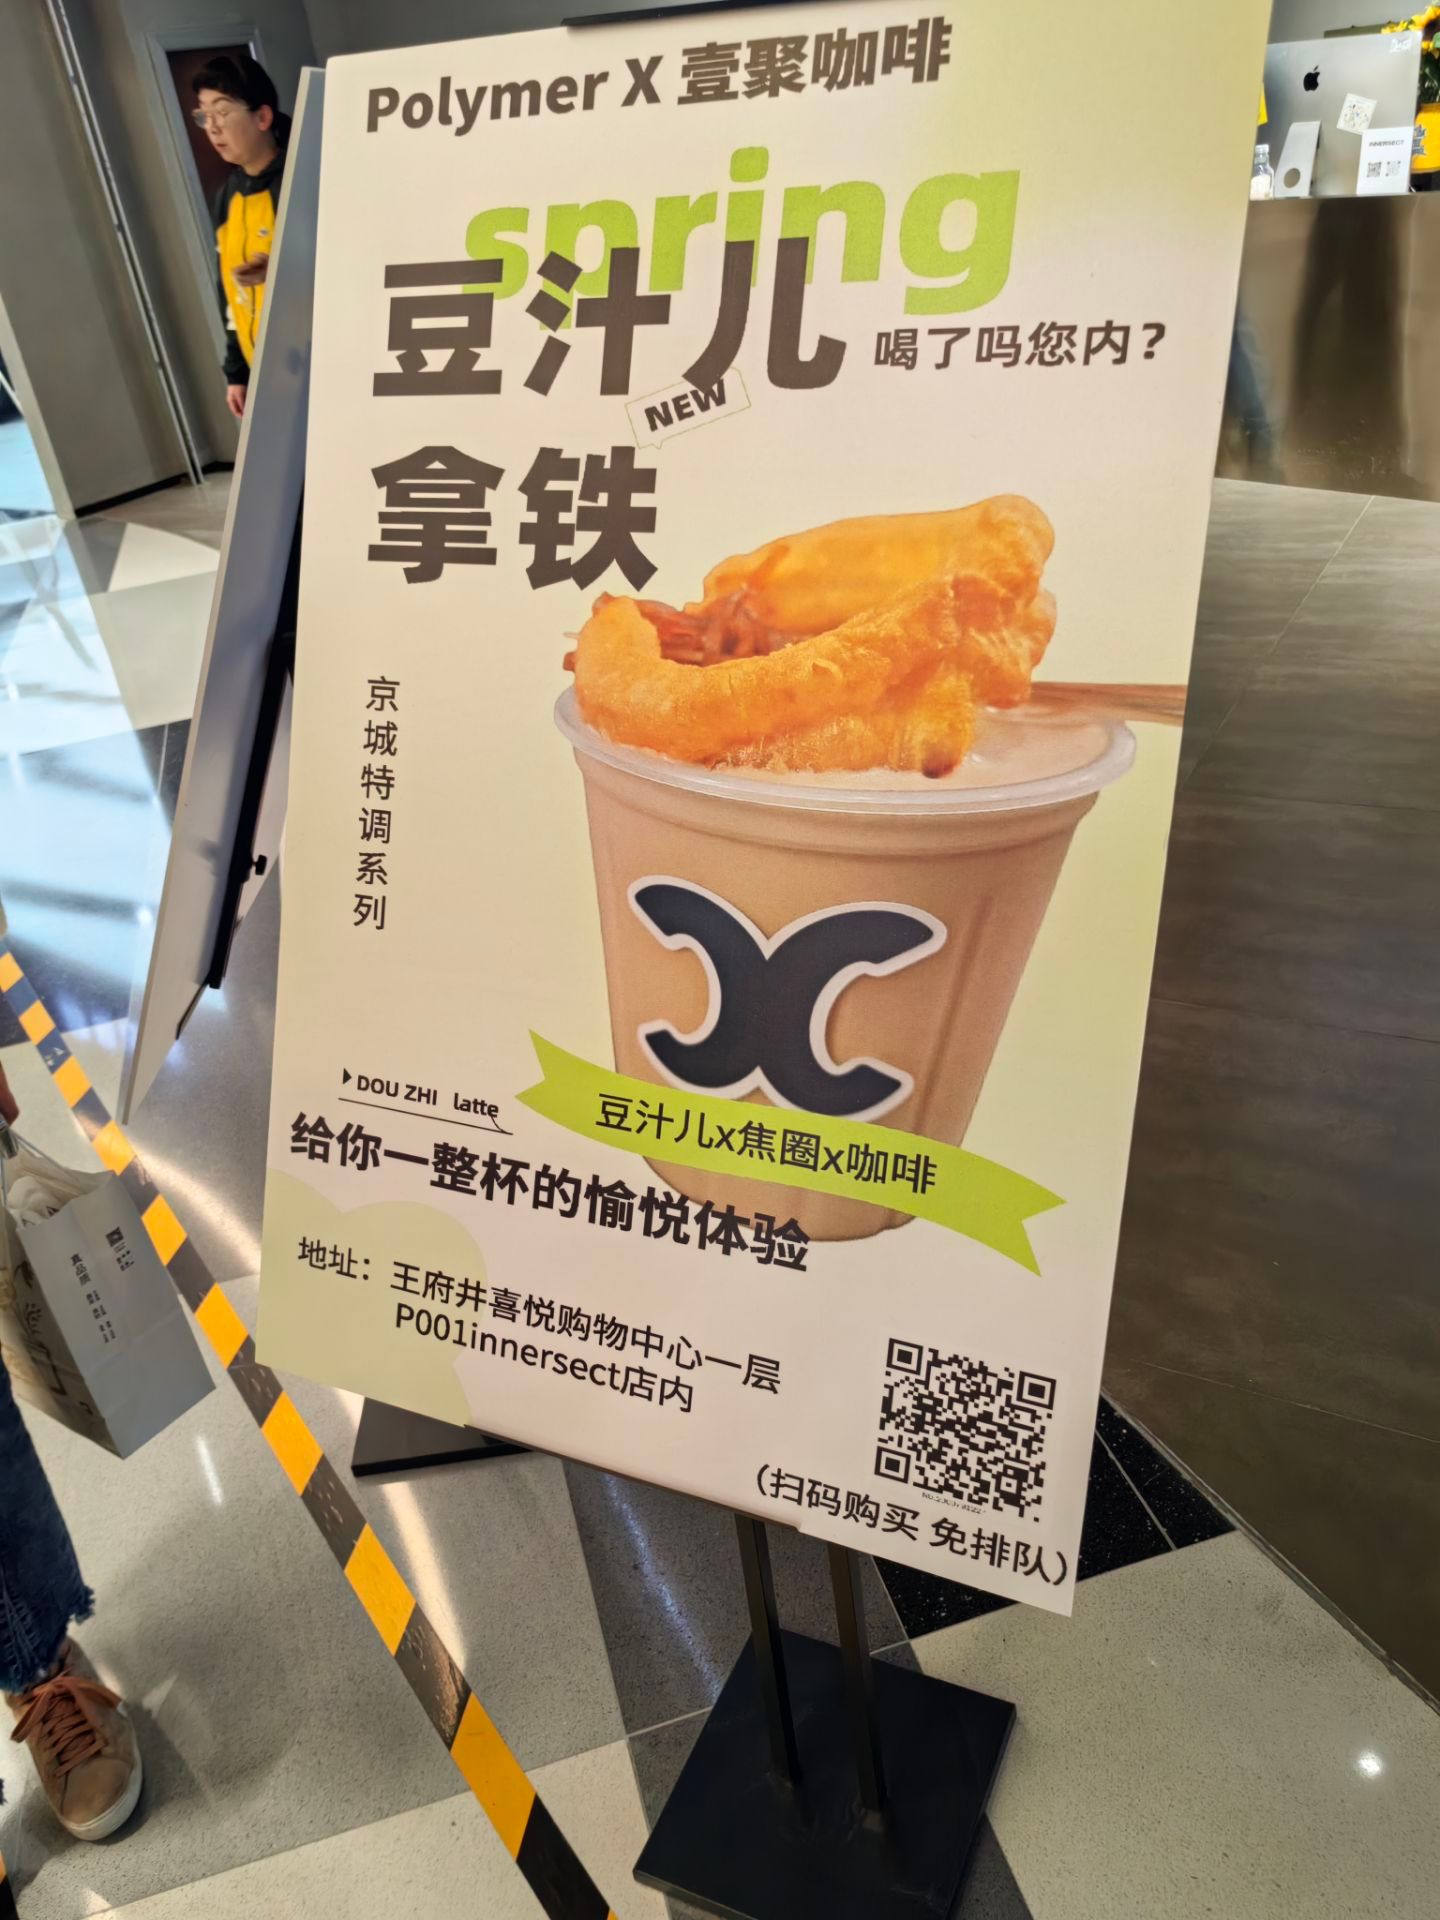 Polymer X 壹聚咖啡
spring
豆汁儿 喝了吗您内？
NEW
拿铁
京城特调系列
DOU ZHI latte
豆汁儿x焦圈x咖啡
给你一整杯的愉悦体验
地址：王府井喜悦购物中心一层
P001innersect店内
（扫码购买 免排队）
INNERSECT
真品质